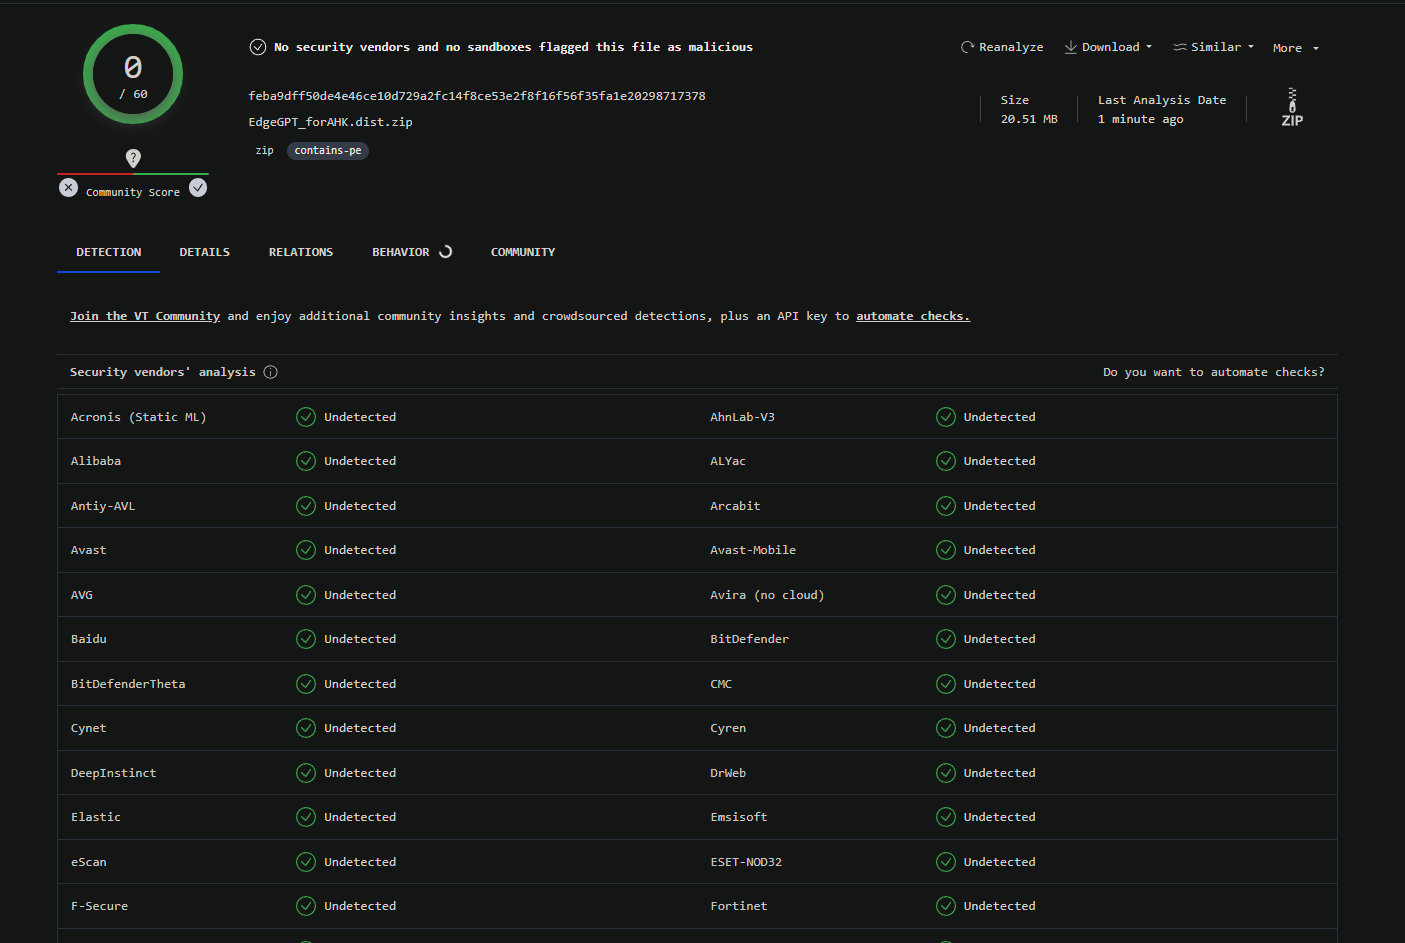 0
/ 60
Community Score
No security vendors and no sandboxes flagged this file as malicious
Reanalyze Download Similar More
feba9dff50de4e46ce10d729a2fc14f8ce53e2f8f16f56f35fa1e20298717378
EdgeGPT_forAHK.dist.zip
zip contains-pe
Size
20.51 MB
Last Analysis Date
1 minute ago
ZIP
DETECTION DETAILS RELATIONS BEHAVIOR COMMUNITY
Join the VT Community and enjoy additional community insights and crowdsourced detections, plus an API key to automate checks.
Security vendors' analysis Do you want to automate checks?
Acronis (Static ML) Undetected AhnLab-V3 Undetected
Alibaba Undetected ALYac Undetected
Antiy-AVL Undetected Arcabit Undetected
Avast Undetected Avast-Mobile Undetected
AVG Undetected Avira (no cloud) Undetected
Baidu Undetected BitDefender Undetected
BitDefenderTheta Undetected CMC Undetected
Cynet Undetected Cyren Undetected
DeepInstinct Undetected DrWeb Undetected
Elastic Undetected Emsisoft Undetected
eScan Undetected ESET-NOD32 Undetected
F-Secure Undetected Fortinet Undetected